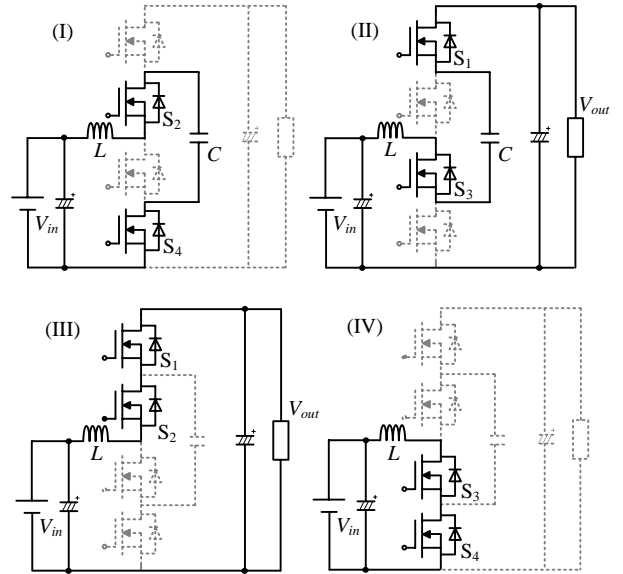 (I)
S2
L
C
Vin
S4
(II)
S1
Vout
L
C
S3
Vin
(III)
S1
S2
Vout
L
Vin
(IV)
L
S3
Vin
S4